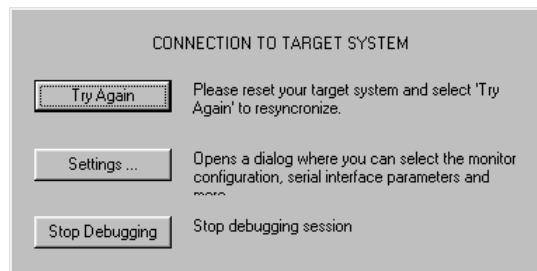 CONNECTION TO TARGET SYSTEM
Try Again
Please reset your target system and select 'Try
Again' to resyncronize.
Settings ...
Opens a dialog where you can select the monitor
configuration, serial interface parameters and
more
Stop Debugging
Stop debugging session